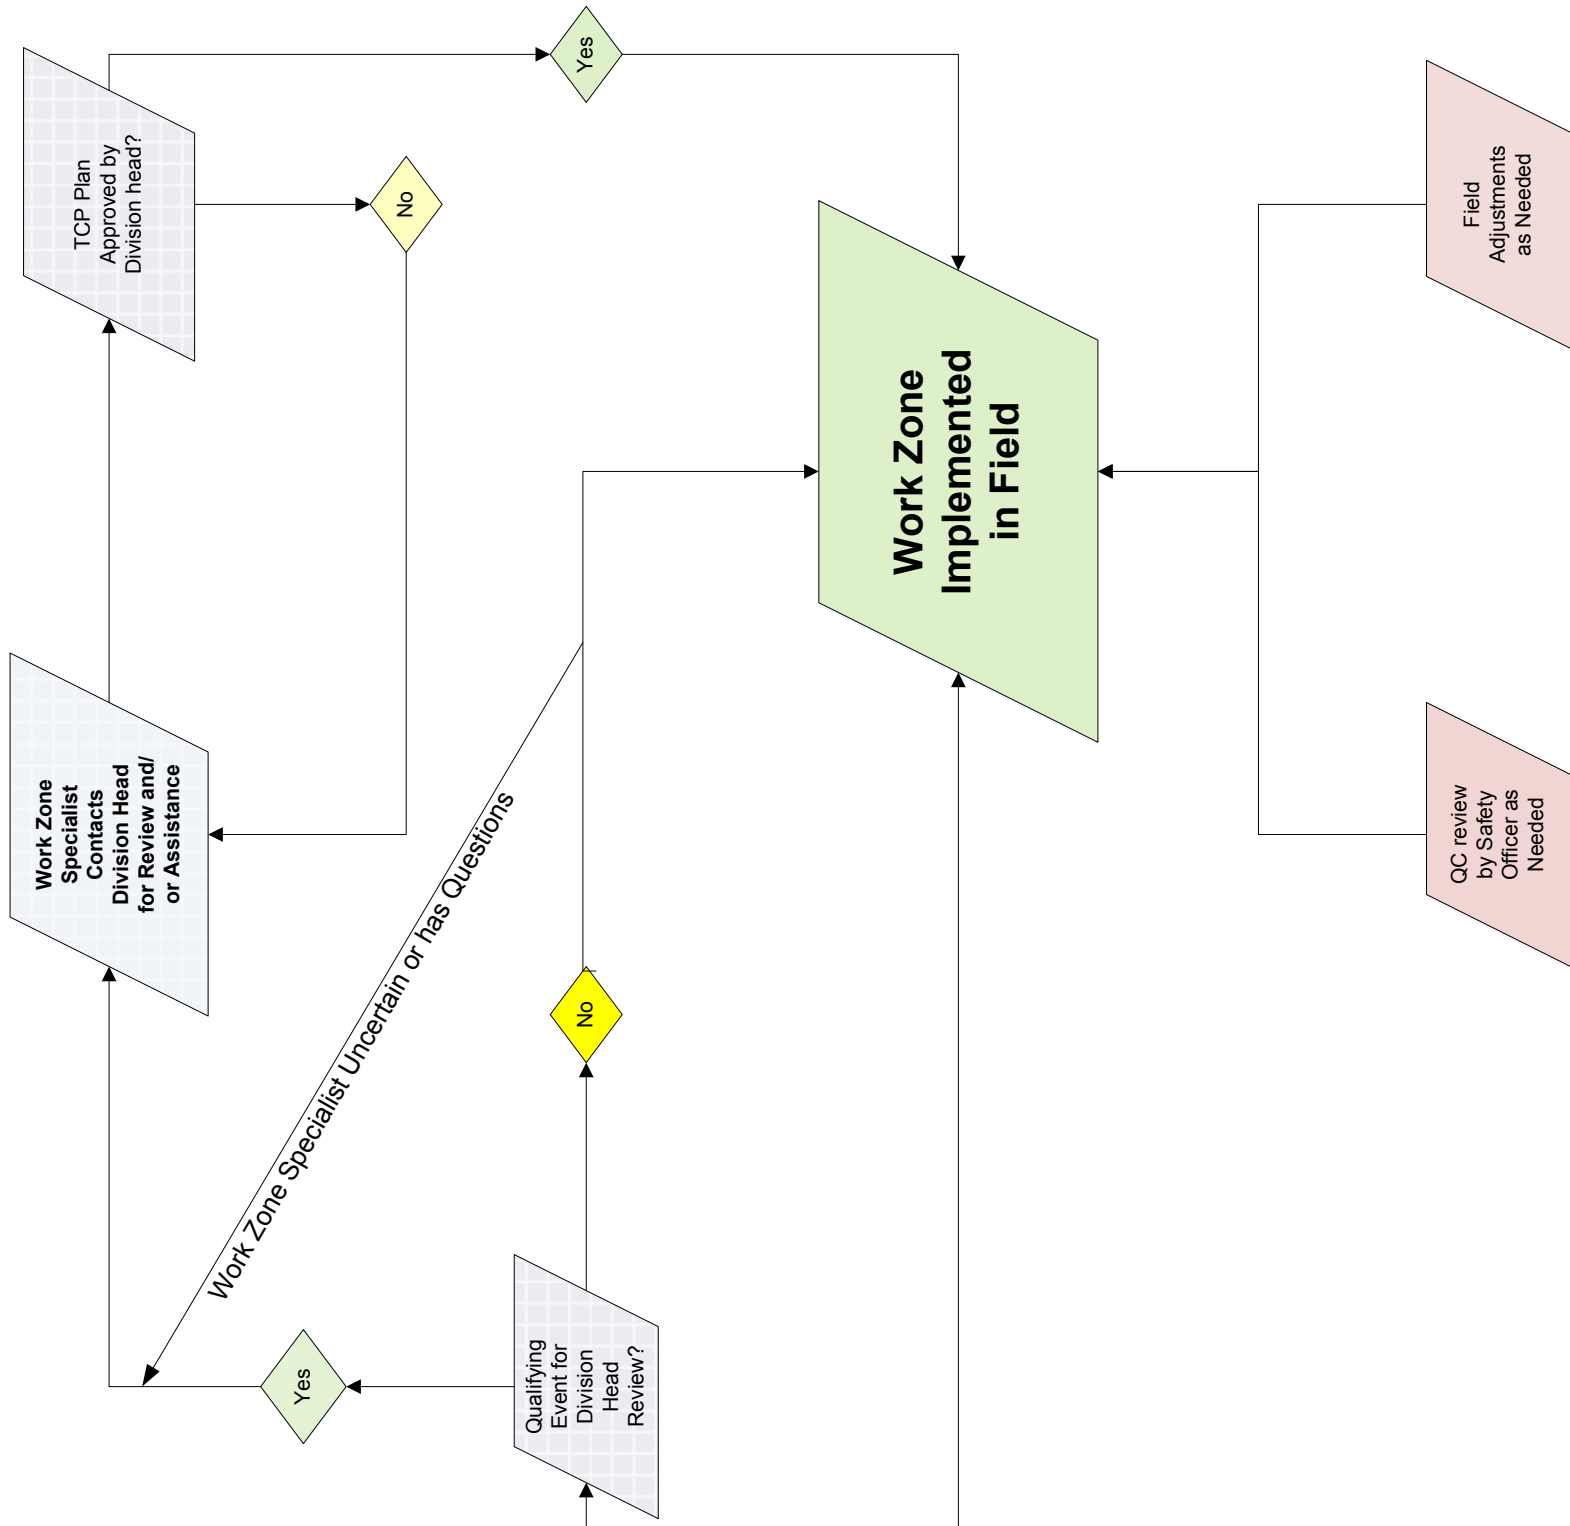 Work Zone
Specialist
Contacts
Division Head
for Review and/
or Assistance
TCP Plan
Approved by
Division head?
Yes
No
Work Zone Specialist Uncertain or has Questions
Yes
Qualifying
Event for
Division
Head
Review?
No
Work Zone
Implemented
in Field
QC review
by Safety
Officer as
Needed
Field
Adjustments
as Needed